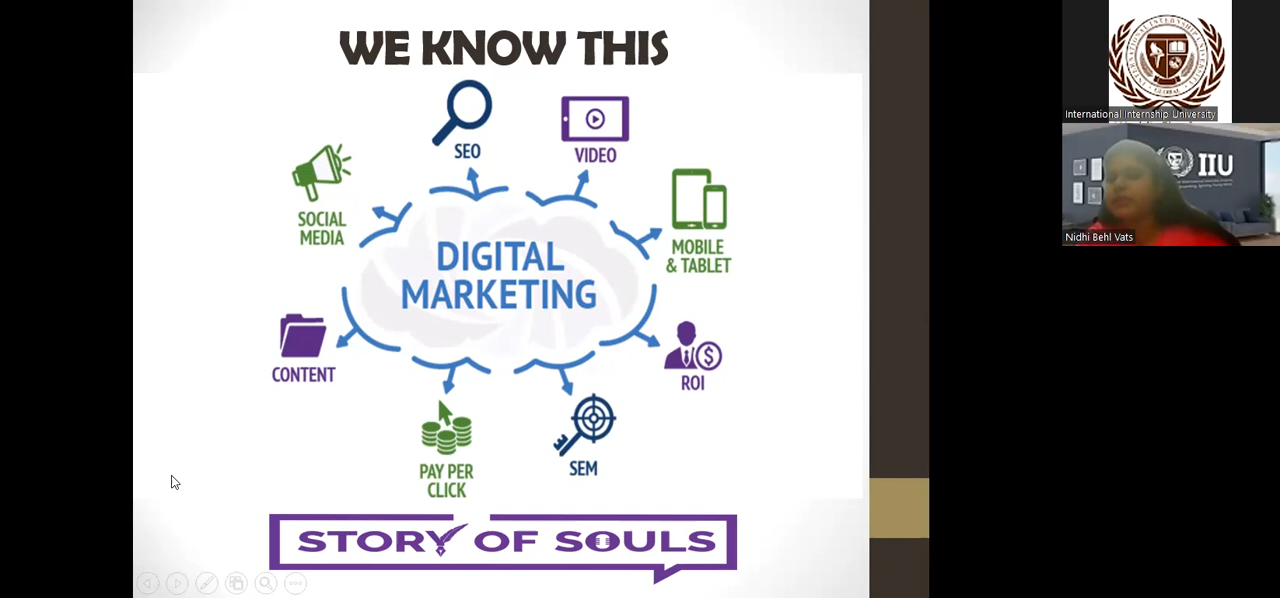 WE KNOW THIS
SEO
VIDEO
SOCIAL
MEDIA
MOBILE
& TABLET
DIGITAL
MARKETING
CONTENT
ROI
PAY PER
CLICK
SEM
STORY OF SOULS
GLOBAL
International Internship University
IIU
Nidhi Behl Vats